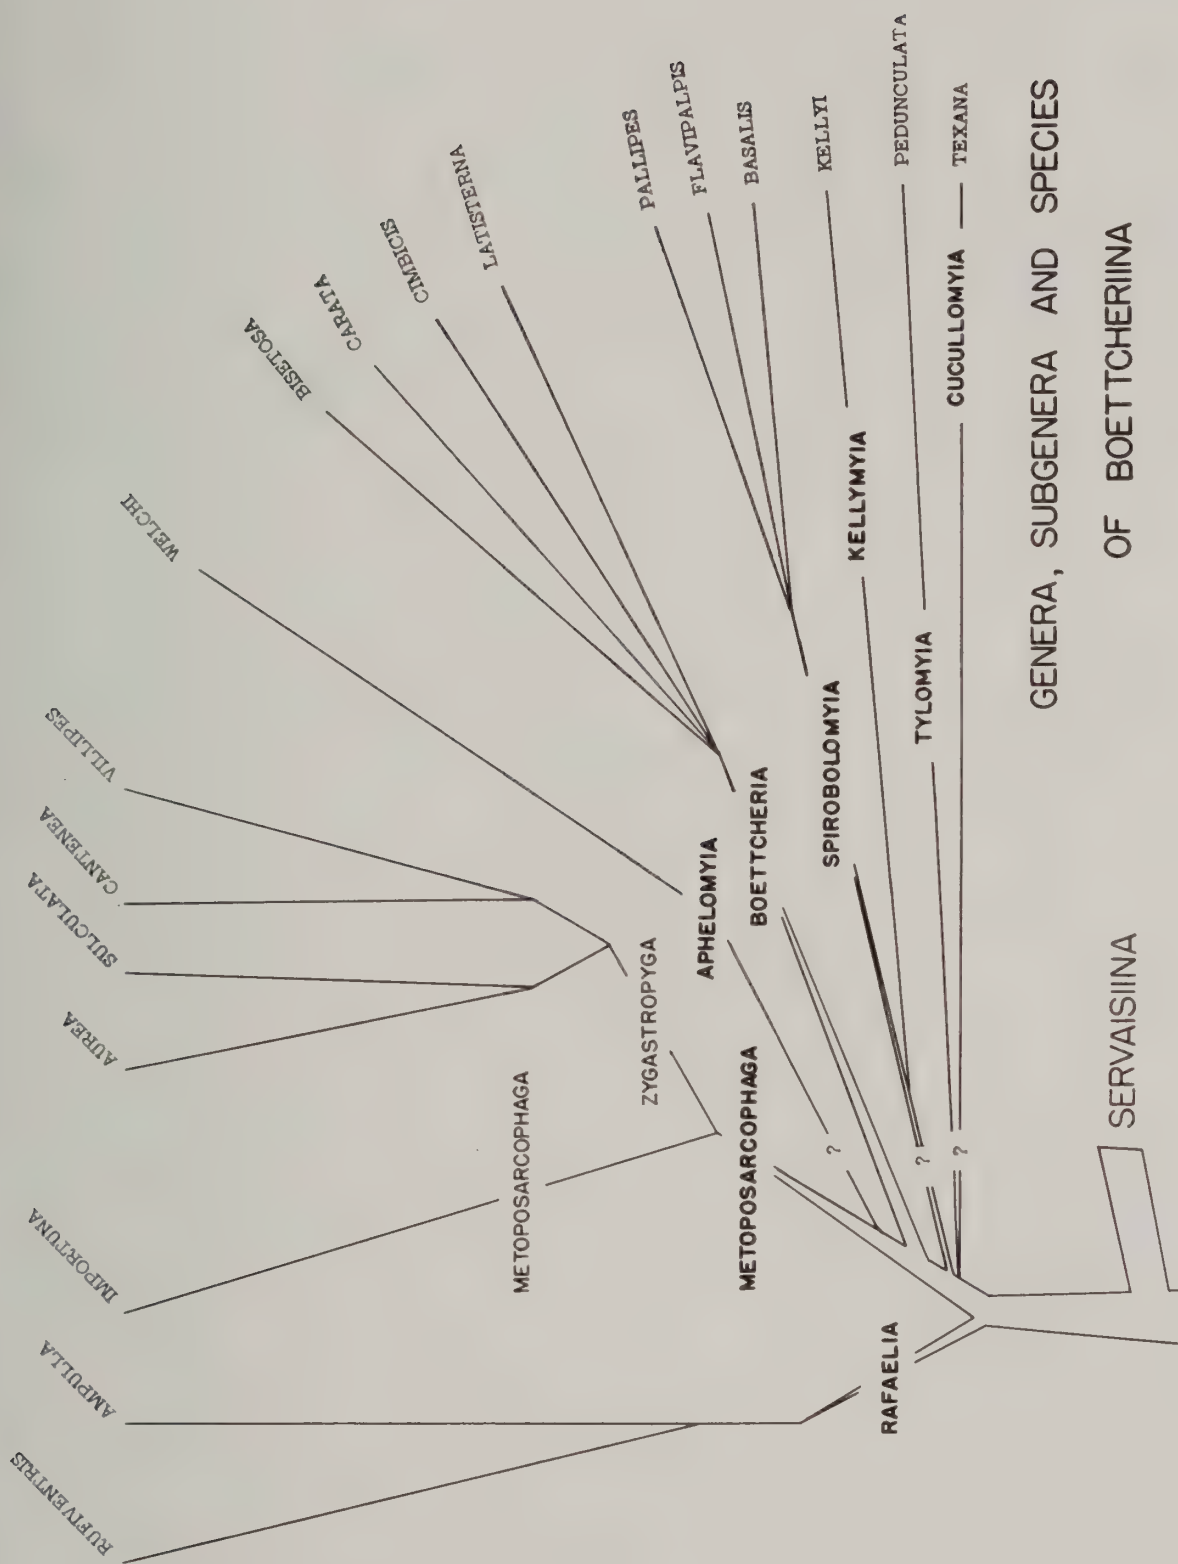 RUFIVENTRIS
AMPULLA
IMPORTUNA
AUREA
SULCULATA
CANTENEA
VILLIPES
WELCHI
BISETOSA
CARATA
CIMBICIS
LATISTERNA
PALLIPES
FLAVIPALPIS
BASALIS
KELLYI
PEDUNCULATA
TEXANA
METOPOSARCOPHAGA
ZYGASTROPYGA
RAFAELIA
METOPOSARCOPHAGA
APHELOMYIA
BOETTCHERIA
SPIROBOLOMYIA
KELLYMYIA
TYLOMYIA
CUCULLOMYIA
?
?
?
SERVAISIINA
GENERA, SUBGENERA AND SPECIES
OF BOETTCHERIINA